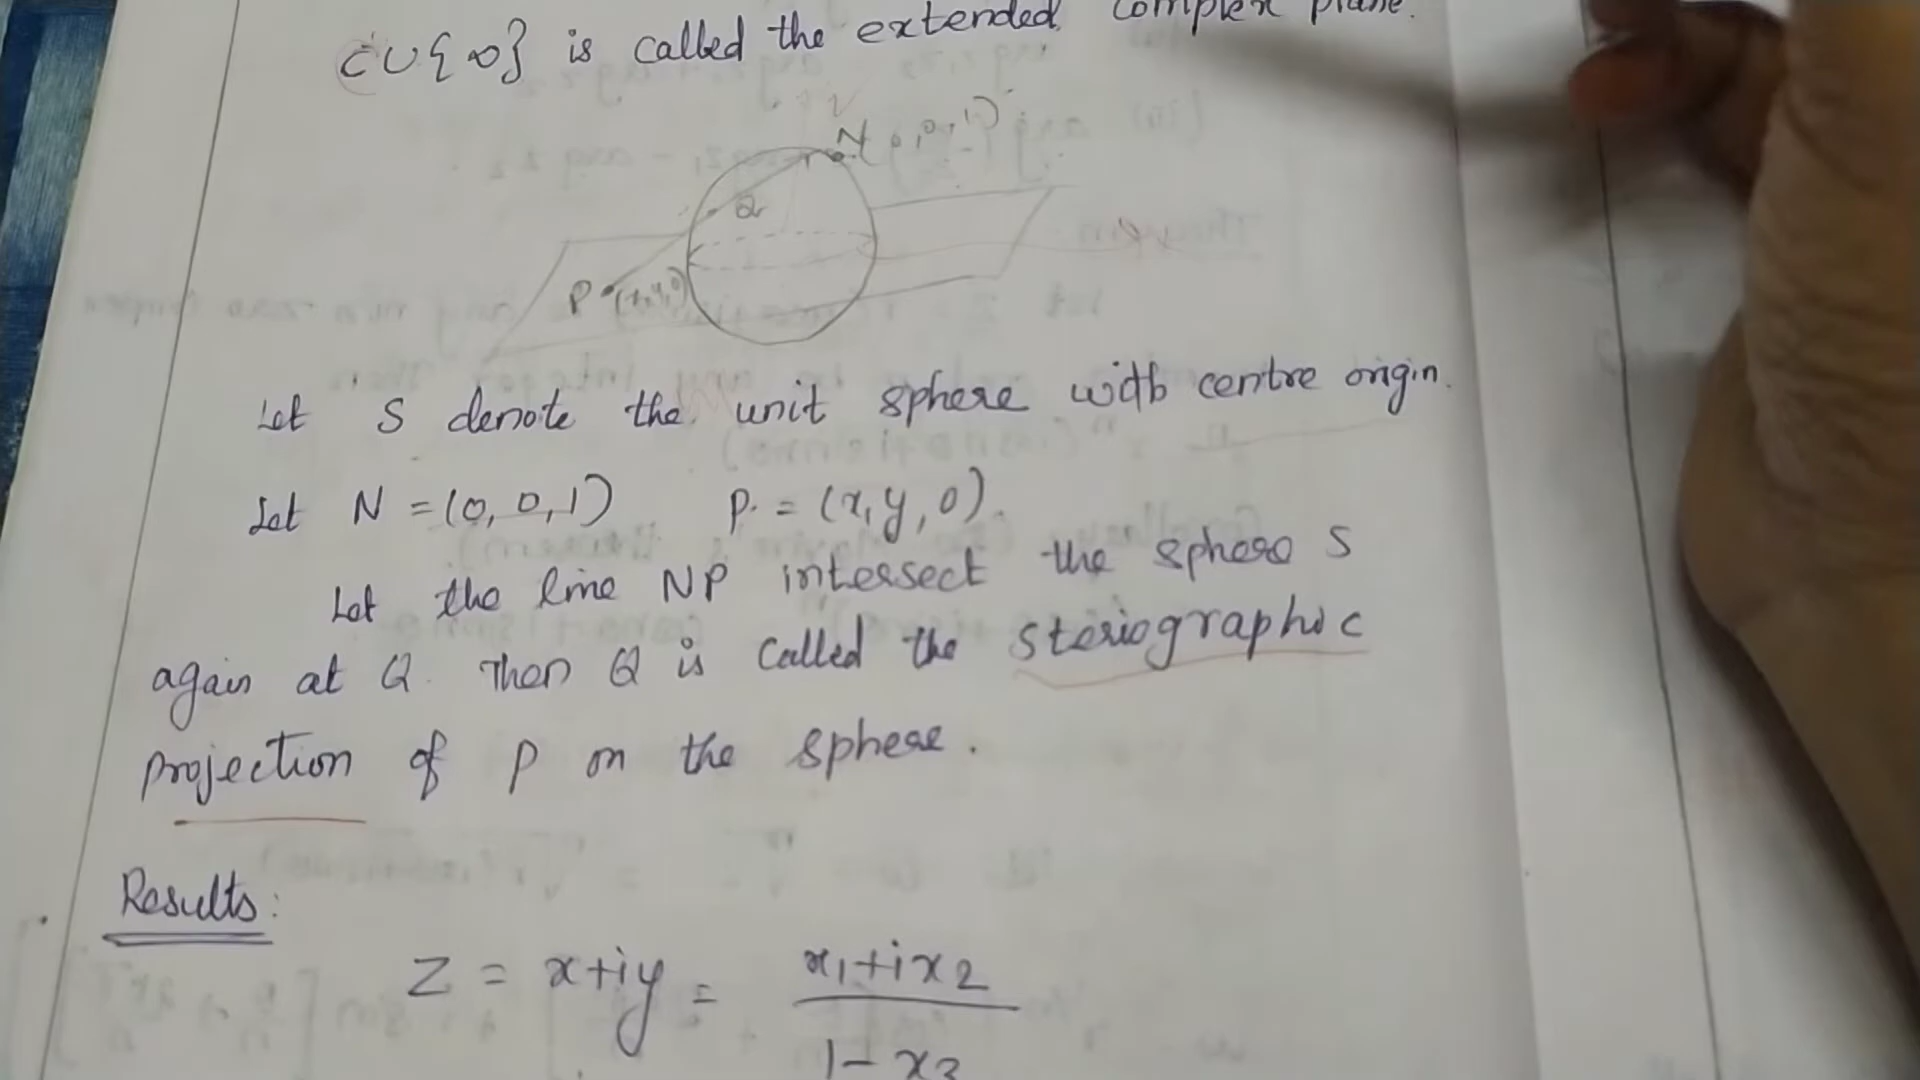 C∪{∞} is called the extended complex plane.
N(0,0,1)
Q
P (x,y,0)
Let S denote the unit sphere with centre origin.
Let N = (0, 0, 1) P. = (x, y, 0).
Let the line NP intersect the sphere S
again at Q. Then Q is called the steriographic
projection of P on the sphere.
Results:
Z = x+iy = x1+ix2
1-x3